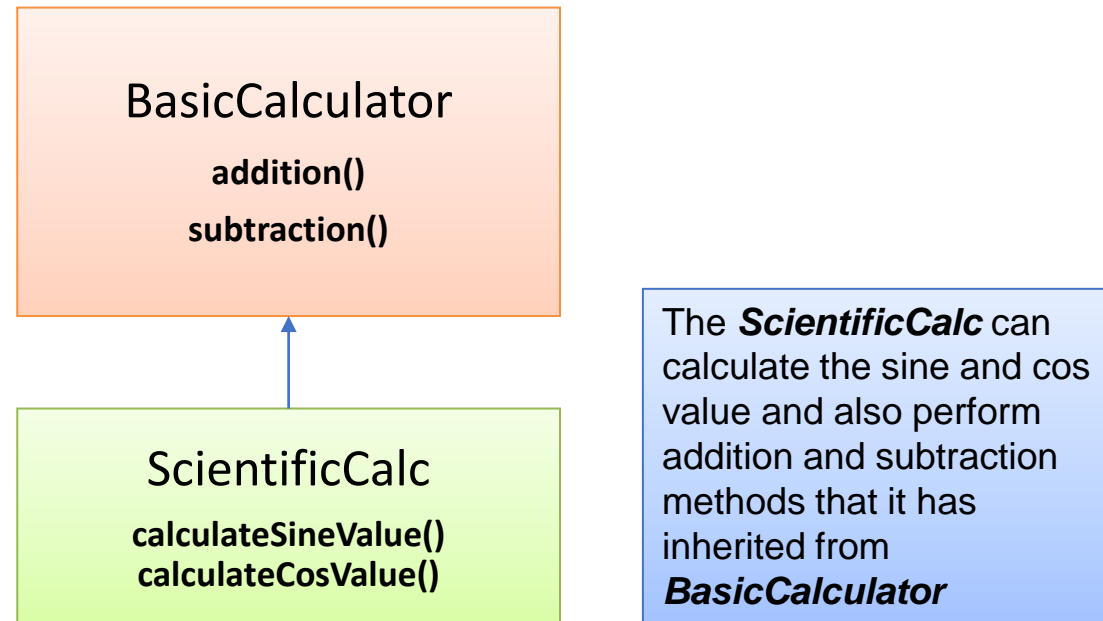 BasicCalculator
addition()
subtraction()
ScientificCalc
calculateSineValue()
calculateCosValue()
The ScientificCalc can
calculate the sine and cos
value and also perform
addition and subtraction
methods that it has
inherited from
BasicCalculator